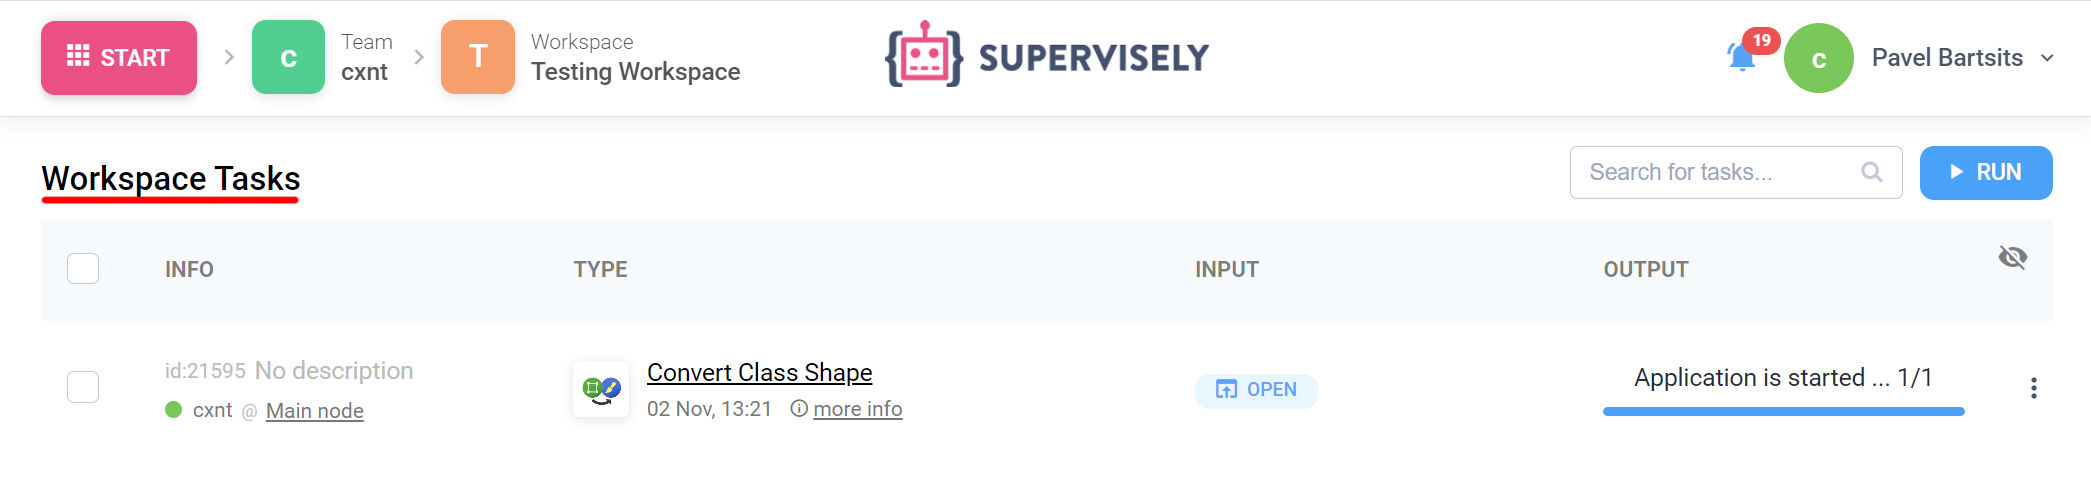 START
c
Team
cxnt
T
Workspace
Testing Workspace
SUPERVISELY
19
c
Pavel Bartsits
Workspace Tasks
Search for tasks...
RUN
INFO
TYPE
INPUT
OUTPUT
id:21595 No description
cxnt @ Main node
Convert Class Shape
02 Nov, 13:21 more info
OPEN
Application is started ... 1/1